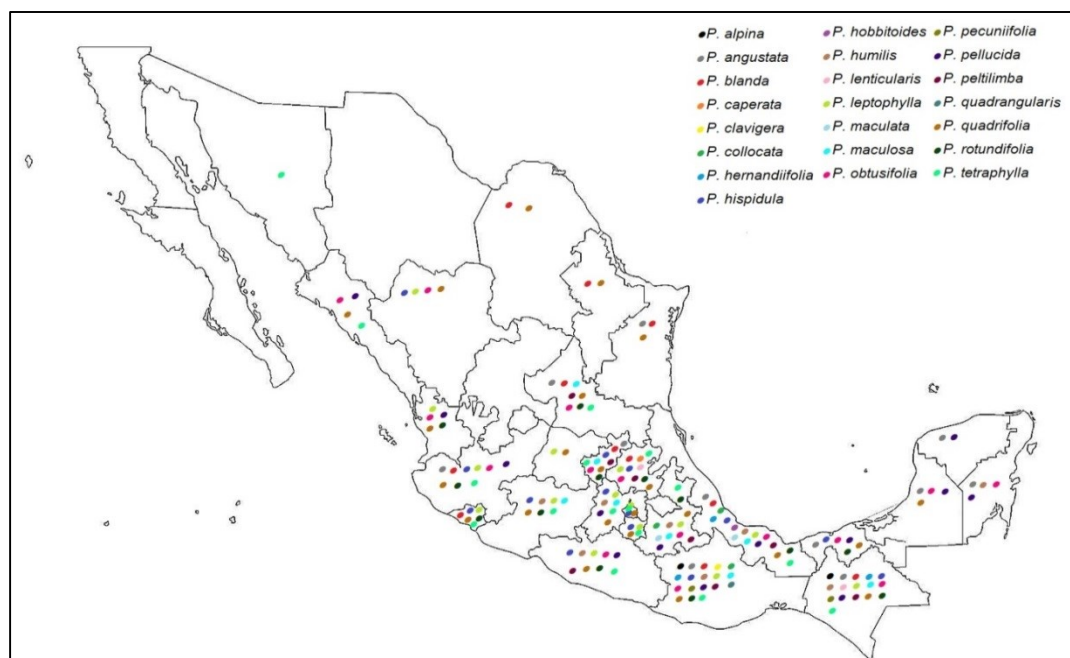 P. alpina
P. angustata
P. blanda
P. caperata
P. clavigera
P. collocata
P. hernandiifolia
P. hispidula
P. hobbitoides
P. humilis
P. lenticularis
P. leptophylla
P. maculata
P. maculosa
P. obtusifolia
P. pecuniifolia
P. pellucida
P. peltilimba
P. quadrangularis
P. quadrifolia
P. rotundifolia
P. tetraphylla